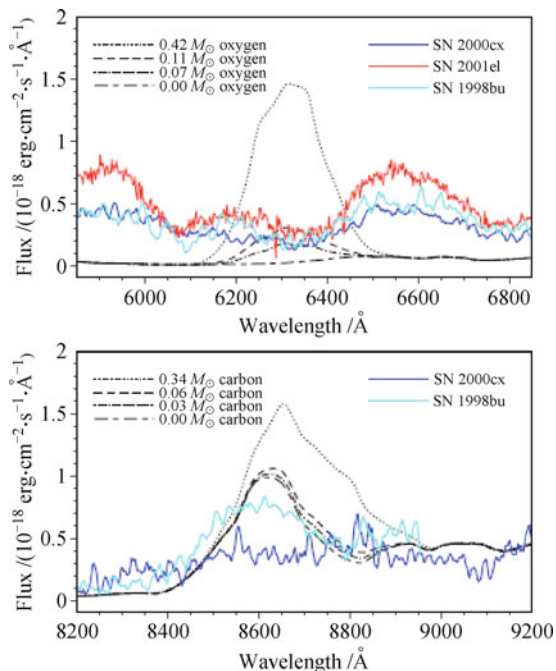 0.42 M⊙ oxygen
0.11 M⊙ oxygen
0.07 M⊙ oxygen
0.00 M⊙ oxygen
SN 2000cx
SN 2001el
SN 1998bu
2
1.5
1
0.5
0
Flux /(10⁻¹⁸ erg·cm⁻²·s⁻¹·Å⁻¹)
6000 6200 6400 6600 6800
Wavelength /Å
0.34 M⊙ carbon
0.06 M⊙ carbon
0.03 M⊙ carbon
0.00 M⊙ carbon
SN 2000cx
SN 1998bu
2
1.5
1
0.5
0
Flux /(10⁻¹⁸ erg·cm⁻²·s⁻¹·Å⁻¹)
8200 8400 8600 8800 9000 9200
Wavelength /Å